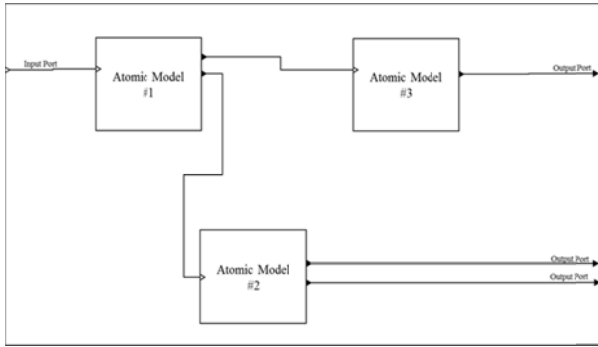 Input Port
Atomic Model
#1
Atomic Model
#3
Output Port
Atomic Model
#2
Output Port
Output Port